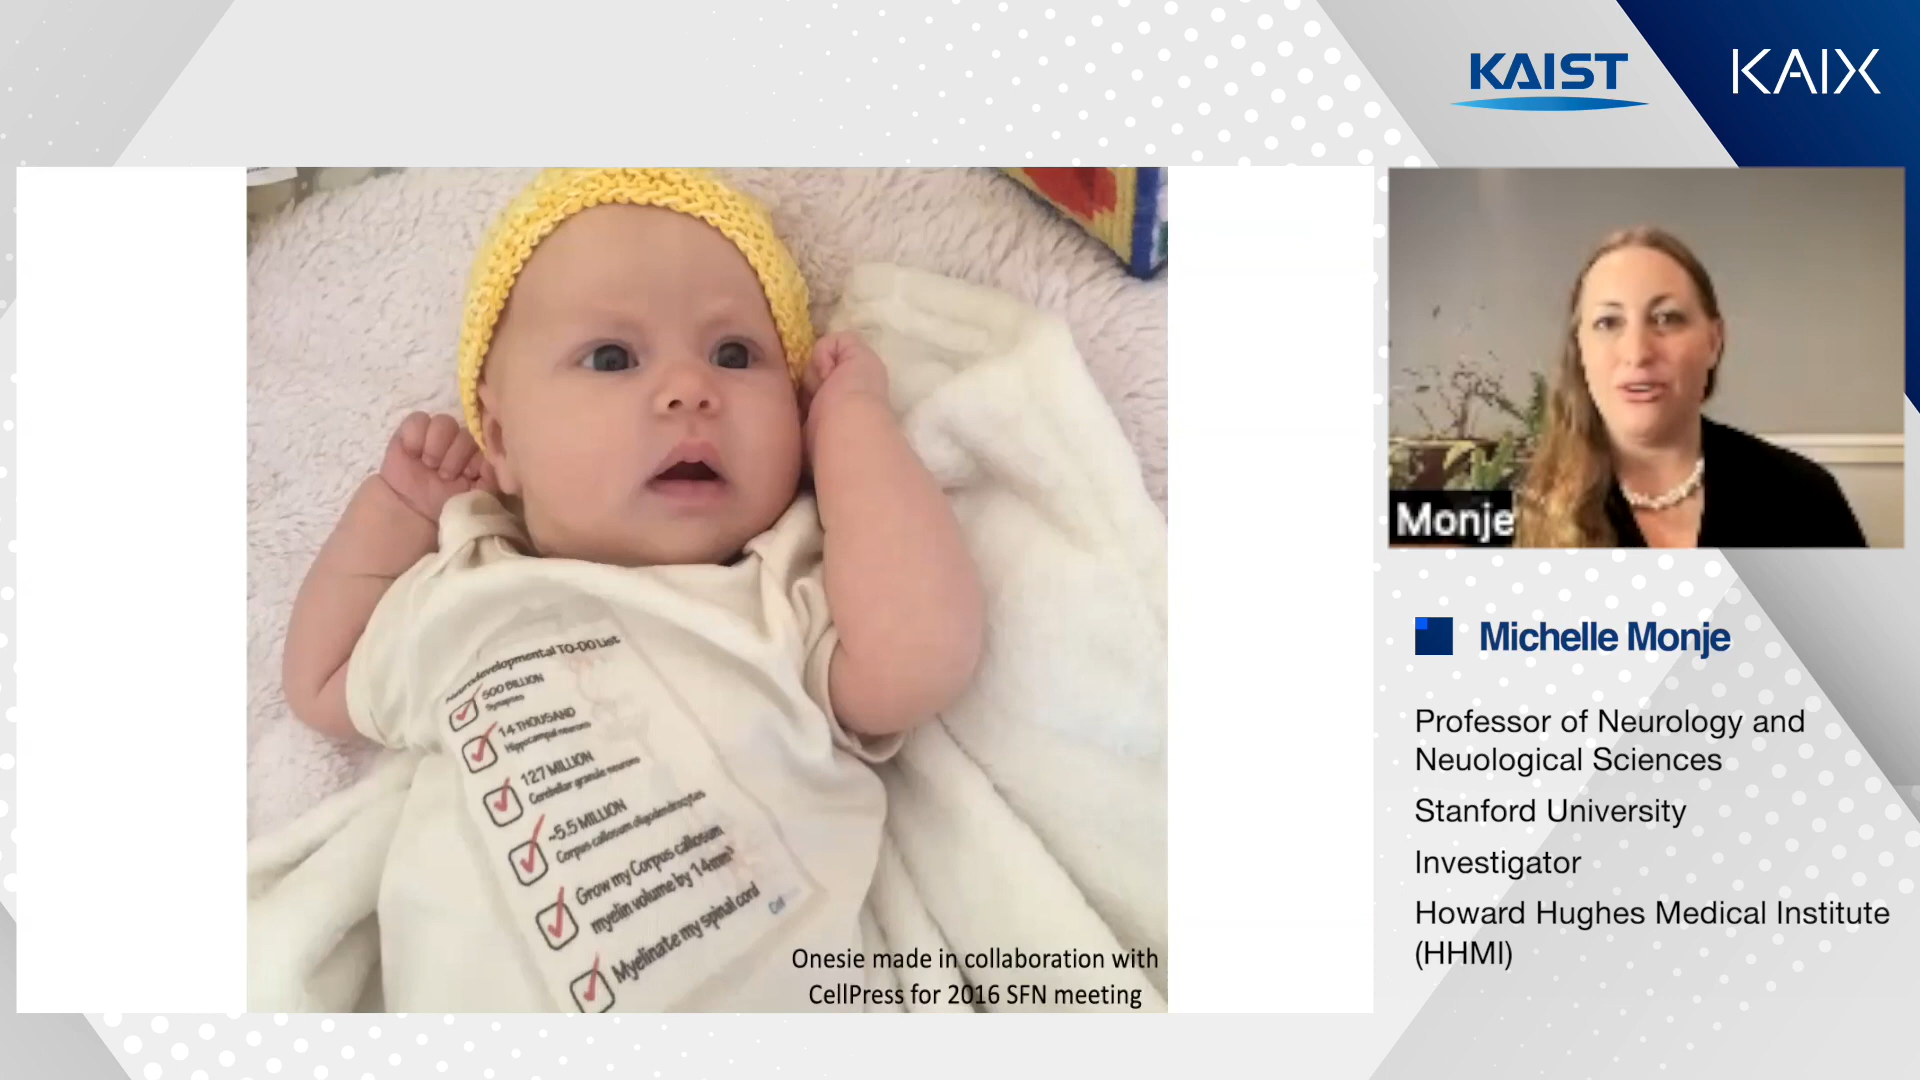 KAIST
KAIX
Neurodevelopmental TO-DO List
500 BILLION
Synapses
14 THOUSAND
Hippocampal neurons
127 MILLION
Cerebellar granule neurons
~5.5 MILLION
Corpus callosum oligodendrocytes
Grow my Corpus callosum
myelin volume by 14mm³
Myelinate my spinal cord
Cell
Onesie made in collaboration with
CellPress for 2016 SFN meeting
Monje
Michelle Monje
Professor of Neurology and
Neuological Sciences
Stanford University
Investigator
Howard Hughes Medical Institute
(HHMI)